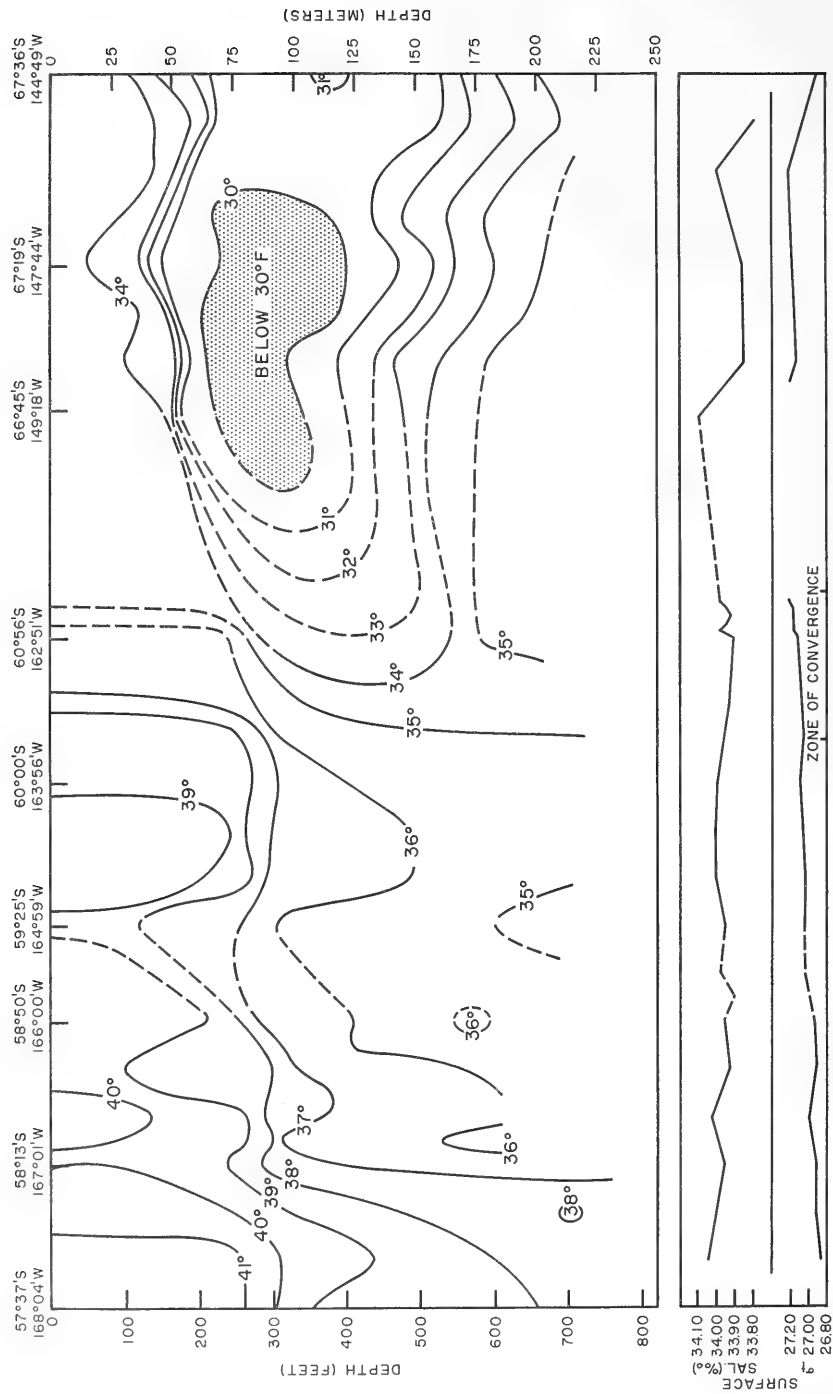 57°37'S
168°04'W
58°13'S
167°01'W
58°50'S
166°00'W
59°25'S
164°59'W
60°00'S
163°56'W
60°56'S
162°51'W
66°45'S
149°18'W
67°19'S
147°44'W
67°36'S
144°49'W
DEPTH (FEET)
100
200
300
400
500
600
700
800
DEPTH (METERS)
0
25
50
75
100
125
150
175
200
225
250
41°
40°
39°
38°
38°
40°
37°
36°
36°
35°
39°
36°
35°
35°
34°
33°
32°
31°
BELOW 30°F
30°
34°
31°
SURFACE
σt SAL.(‰)
34.10
34.00
33.90
33.80
27.20
27.00
26.80
ZONE OF CONVERGENCE